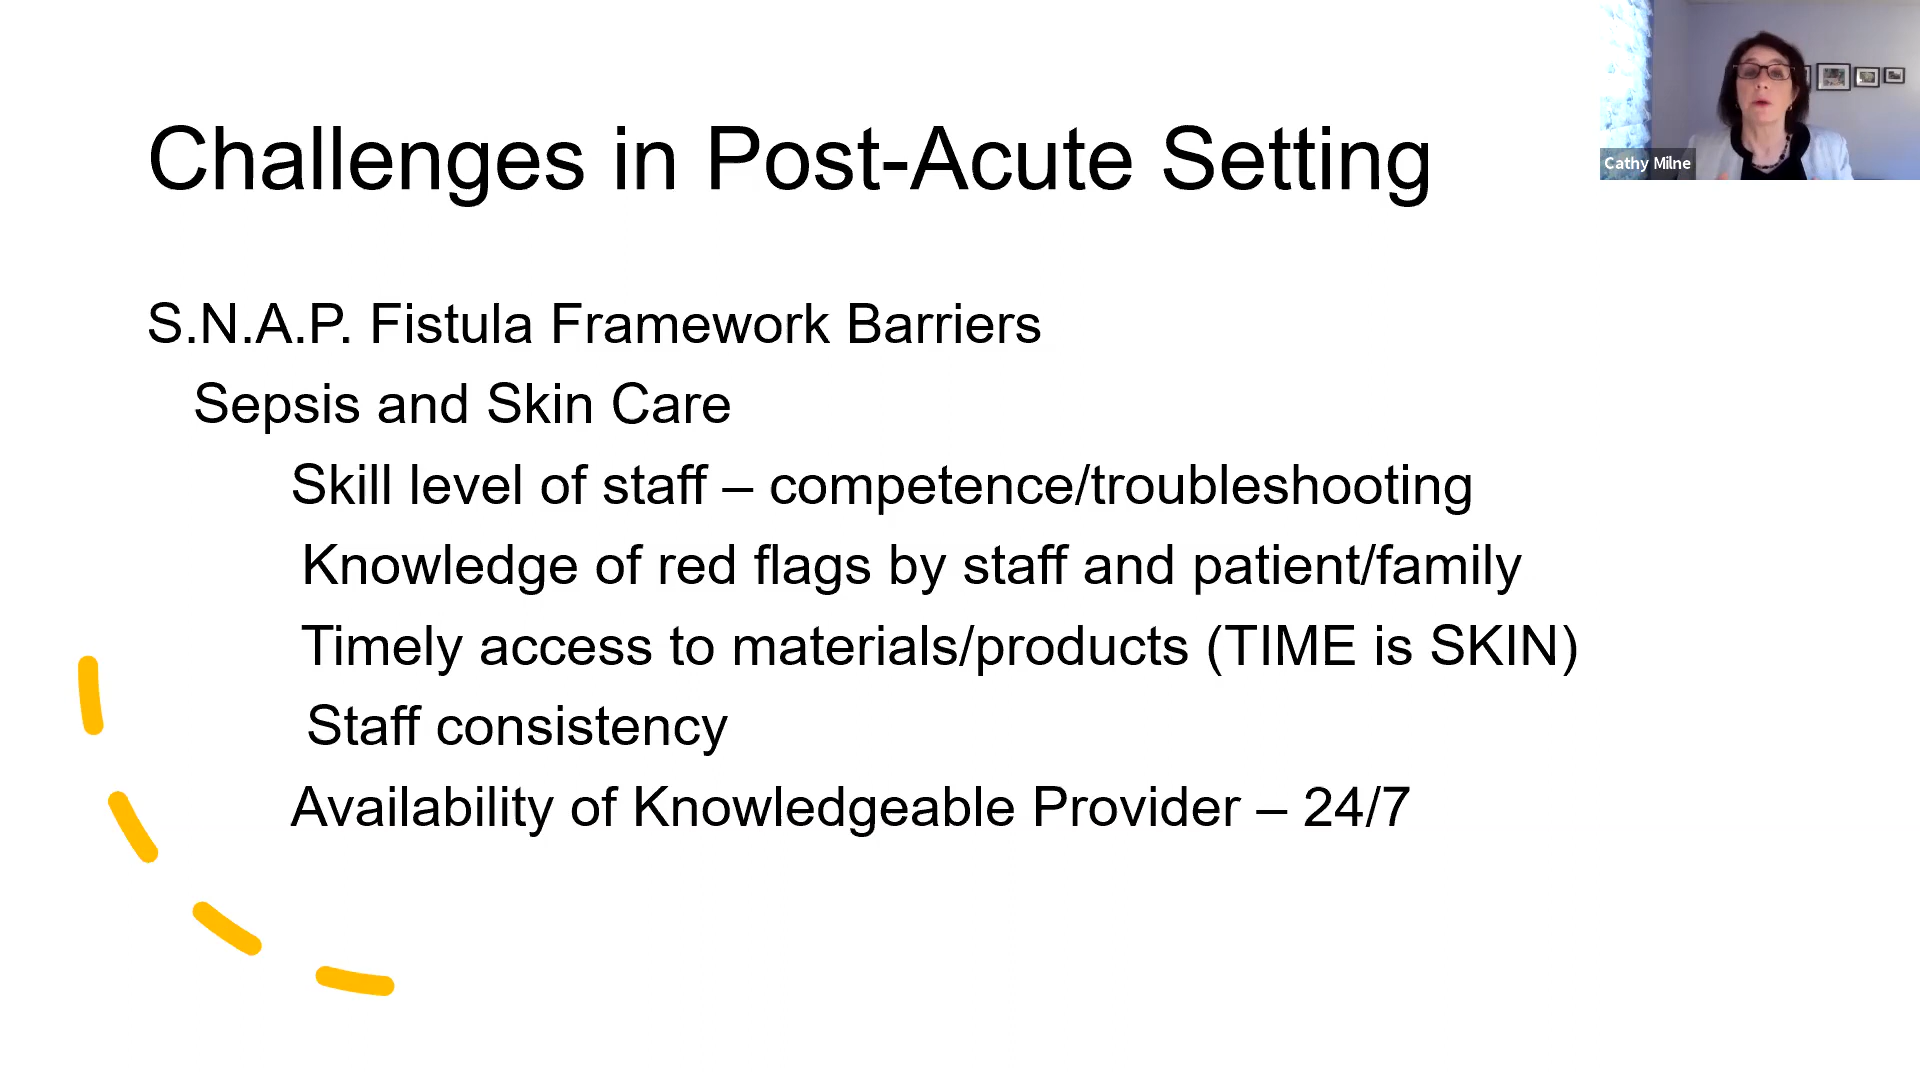 Challenges in Post-Acute Setting
Cathy Milne
S.N.A.P. Fistula Framework Barriers
Sepsis and Skin Care
Skill level of staff – competence/troubleshooting
Knowledge of red flags by staff and patient/family
Timely access to materials/products (TIME is SKIN)
Staff consistency
Availability of Knowledgeable Provider – 24/7